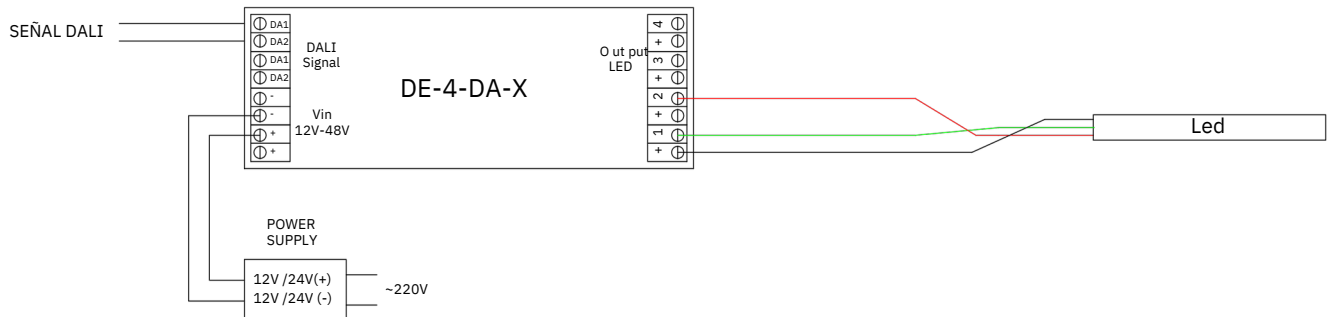 SEÑAL DALI
DA1
DA2
DA1
DA2
-
-
+
+
DALI
Signal
Vin
12V-48V
DE-4-DA-X
O ut put
LED
4
+
3
+
2
+
1
+
Led
POWER
SUPPLY
12V /24V(+)
12V /24V (-)
~220V